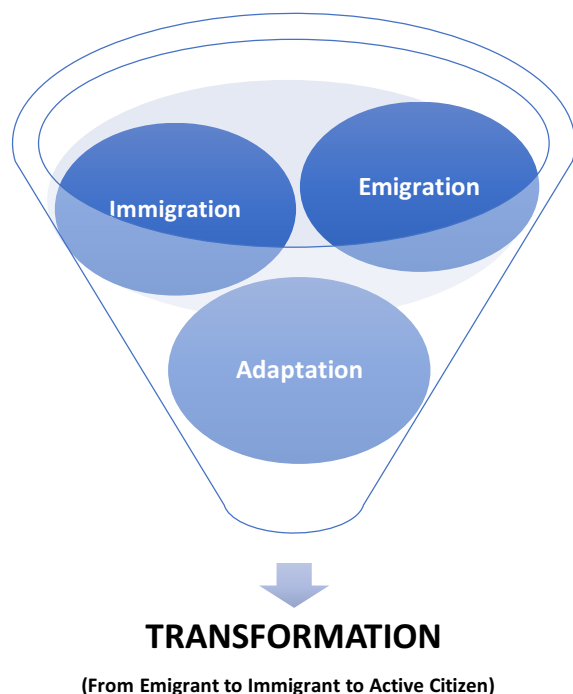 Emigration
Immigration
Adaptation
TRANSFORMATION
(From Emigrant to Immigrant to Active Citizen)